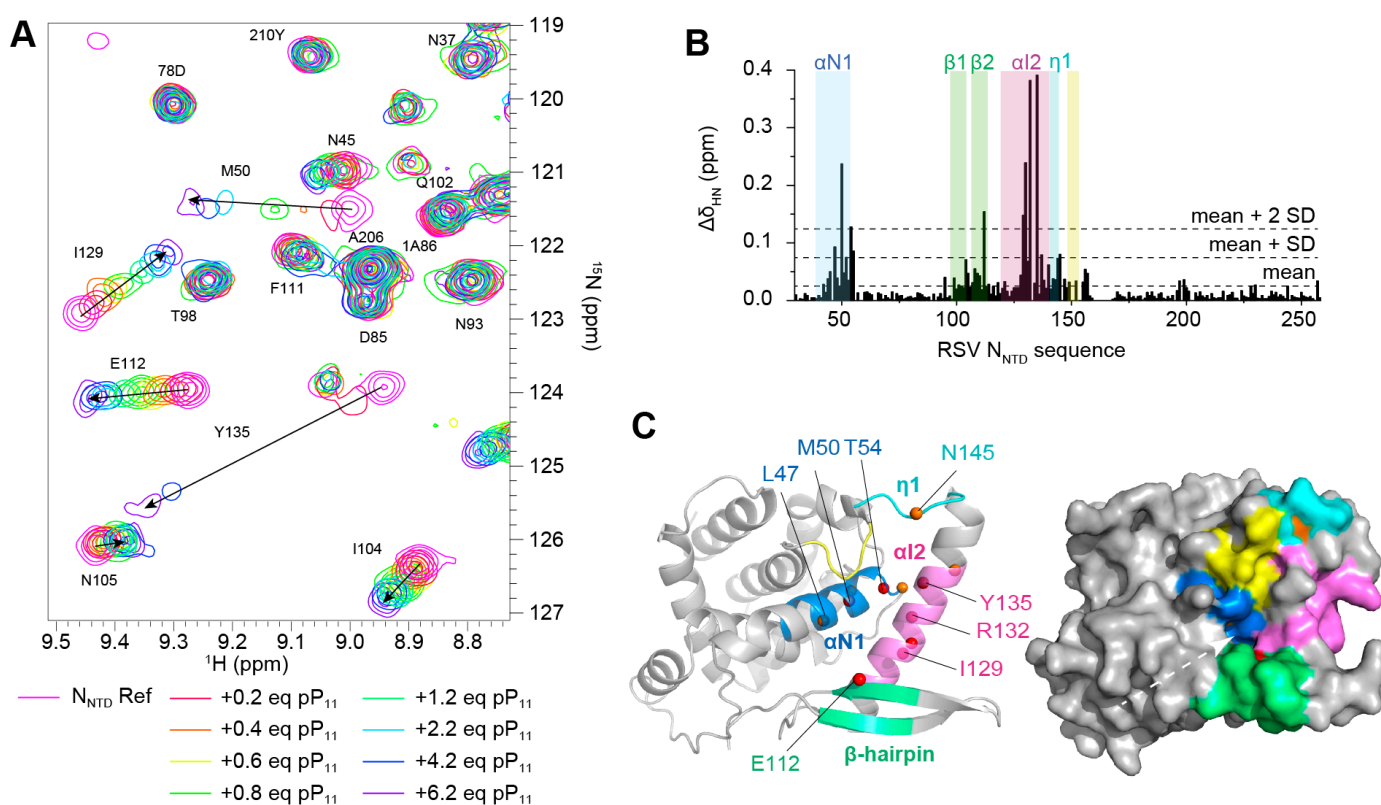 A
210Y
N37
78D
N45
M50
Q102
A206
1A86
I129
F111
T98
D85
N93
E112
Y135
N105
I104
119
120
121
122
123
124
125
126
127
¹⁵N (ppm)
9.5 9.4 9.3 9.2 9.1 9.0 8.9 8.8
¹H (ppm)
N_NTD Ref
+0.2 eq pP₁₁
+0.4 eq pP₁₁
+0.6 eq pP₁₁
+0.8 eq pP₁₁
+1.2 eq pP₁₁
+2.2 eq pP₁₁
+4.2 eq pP₁₁
+6.2 eq pP₁₁
B
αN1 β1 β2 αI2 η1
0.4
0.3
0.2
0.1
0.0
Δδ_HN (ppm)
mean + 2 SD
mean + SD
mean
50 100 150 200 250
RSV N_NTD sequence
C
M50 T54
L47
N145
η1
αI2
Y135
R132
αN1
I129
E112
β-hairpin